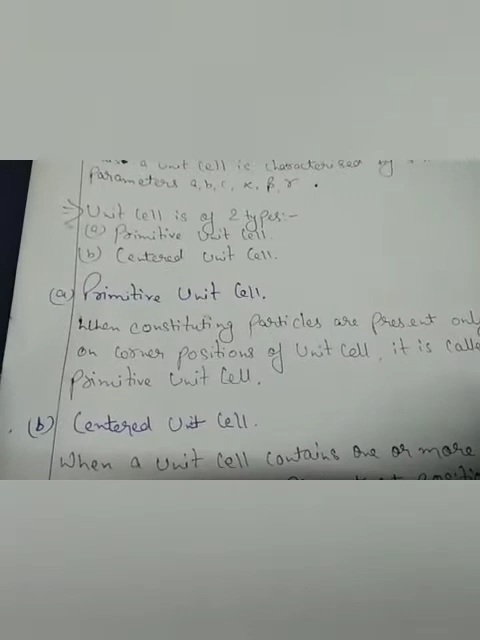 a unit cell is characterised by
Parameters a, b, c, α, β, γ.
⇒ Unit cell is of 2 types:-
(a) Primitive Unit Cell.
(b) Centered Unit Cell.
(a) Primitive Unit Cell.
When constituting particles are present only
on corner positions of Unit Cell, it is calle
Primitive Unit Cell.
(b) Centered Unit Cell.
When a unit cell contains one or more